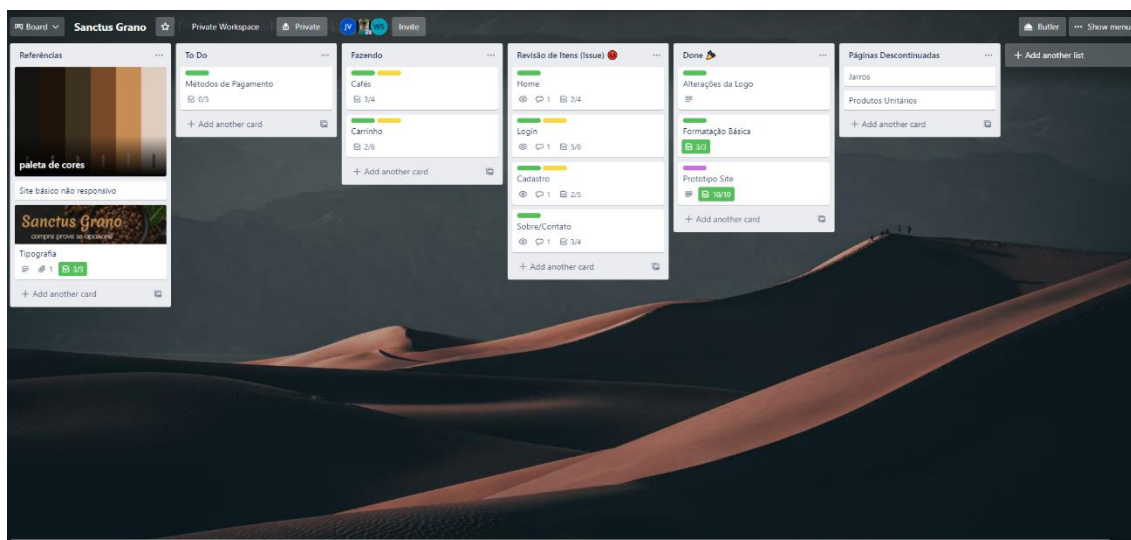 Board
Sanctus Grano
Private Workspace
Private
JV
WS
Invite
Butler
Show menu
Referências
paleta de cores
Site básico não responsivo
Sanctus Grano
compre prove se apaixone
Tipografia
1
3/3
+ Add another card
To Do
Métodos de Pagamento
0/3
+ Add another card
Fazendo
Cafés
3/4
Carrinho
2/6
+ Add another card
Revisão de Itens (Issue) 😡
Home
1
2/4
Login
1
5/6
Cadastro
1
2/5
Sobre/Contato
1
3/4
+ Add another card
Done 🎉
Alterações da Logo
Formatação Básica
3/3
Prototipo Site
10/10
+ Add another card
Páginas Descontinuadas
Jarros
Produtos Unitários
+ Add another card
+ Add another list